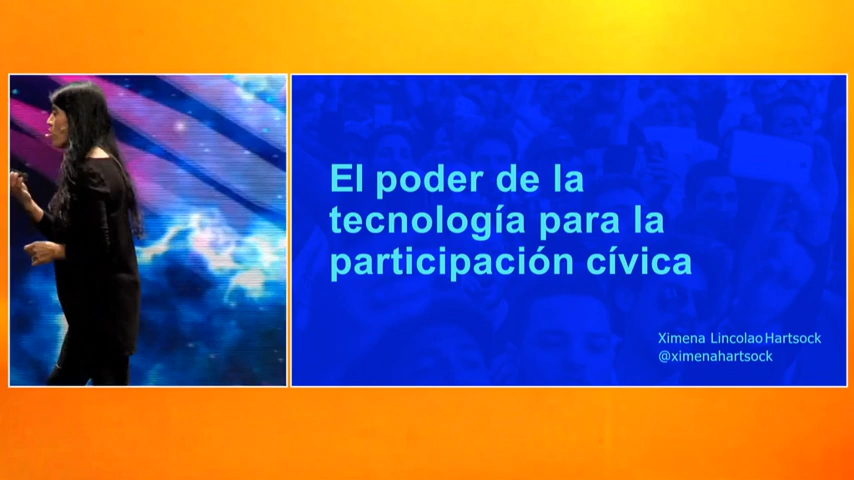 El poder de la
tecnología para la
participación cívica
Ximena Lincolao Hartsock
@ximenahartsock